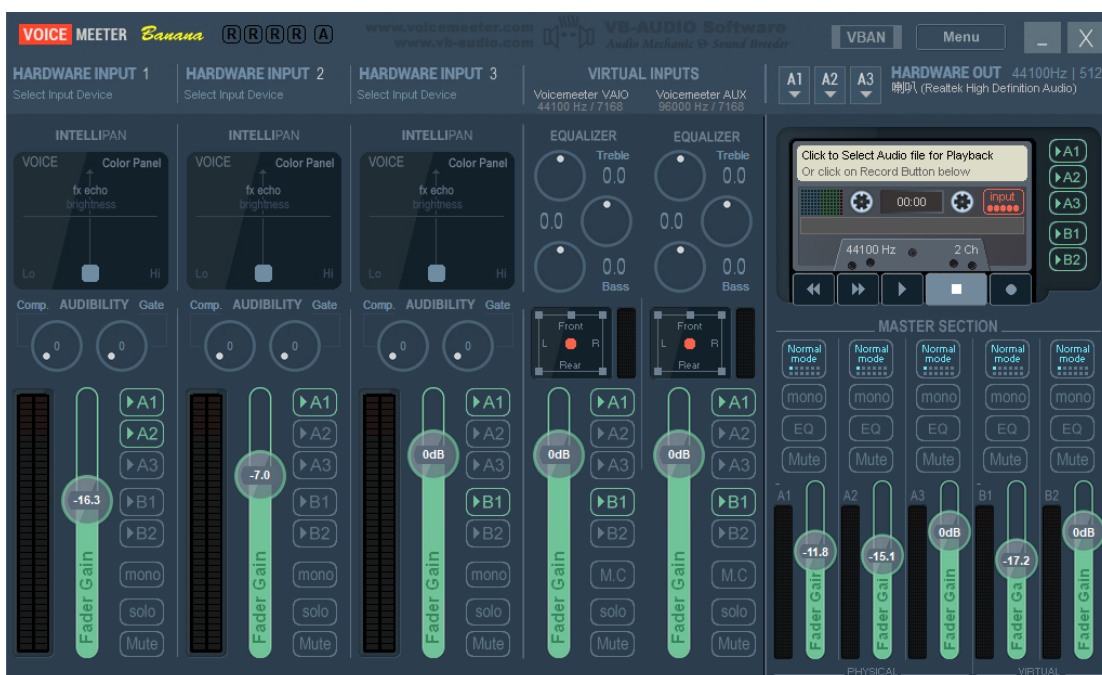 VOICE MEETER Banana R R R R A www.voicemeeter.com VB-AUDIO Software VBAN Menu _ X
www.vb-audio.com Audio Mechanic & Sound Breeder
HARDWARE INPUT 1 HARDWARE INPUT 2 HARDWARE INPUT 3 VIRTUAL INPUTS A1 A2 A3 HARDWARE OUT 44100Hz | 512
Select Input Device Select Input Device Select Input Device Voicemeeter VAIO Voicemeeter AUX (Realtek High Definition Audio)
44100 Hz / 7168 96000 Hz / 7168
INTELLIPAN INTELLIPAN INTELLIPAN EQUALIZER EQUALIZER
VOICE Color Panel VOICE Color Panel VOICE Color Panel Treble Treble
fx echo fx echo fx echo 0.0 0.0
brightness brightness brightness
0.0 0.0
Lo Hi Lo Hi Lo Hi 0.0 0.0
Bass Bass
Click to Select Audio file for Playback A1
Or click on Record Button below A2
00:00 input A3
B1
44100 Hz 2 Ch B2
Comp. AUDIBILITY Gate Comp. AUDIBILITY Gate Comp. AUDIBILITY Gate
0 0 0 0 0 0
Front Front
L R L R
Rear Rear
MASTER SECTION
Normal mode Normal mode Normal mode Normal mode Normal mode
mono mono mono mono mono
EQ EQ EQ EQ EQ
Mute Mute Mute Mute Mute
A1 A1 A1 A1 A1
A2 A2 A2 A2 A2
0dB 0dB 0dB
A3 A3 A3 A3 A3
-16.3 -7.0
B1 B1 B1 B1 B1
B2 B2 B2 B2 B2
mono mono mono M.C M.C
solo solo solo solo solo
Mute Mute Mute Mute Mute
Fader Gain Fader Gain Fader Gain Fader Gain Fader Gain
A1 A2 A3 B1 B2
-11.8 -15.1 0dB -17.2 0dB
Fader Gain Fader Gai Fader Gain Fader Gai Fader Gain
PHYSICAL VIRTUAL